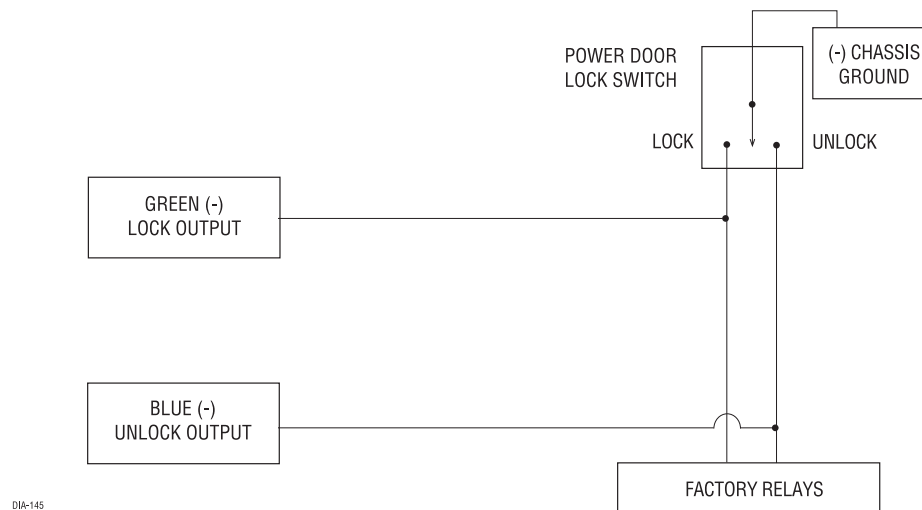 POWER DOOR
LOCK SWITCH
(-) CHASSIS
GROUND
LOCK
UNLOCK
GREEN (-)
LOCK OUTPUT
BLUE (-)
UNLOCK OUTPUT
FACTORY RELAYS
DIA-145